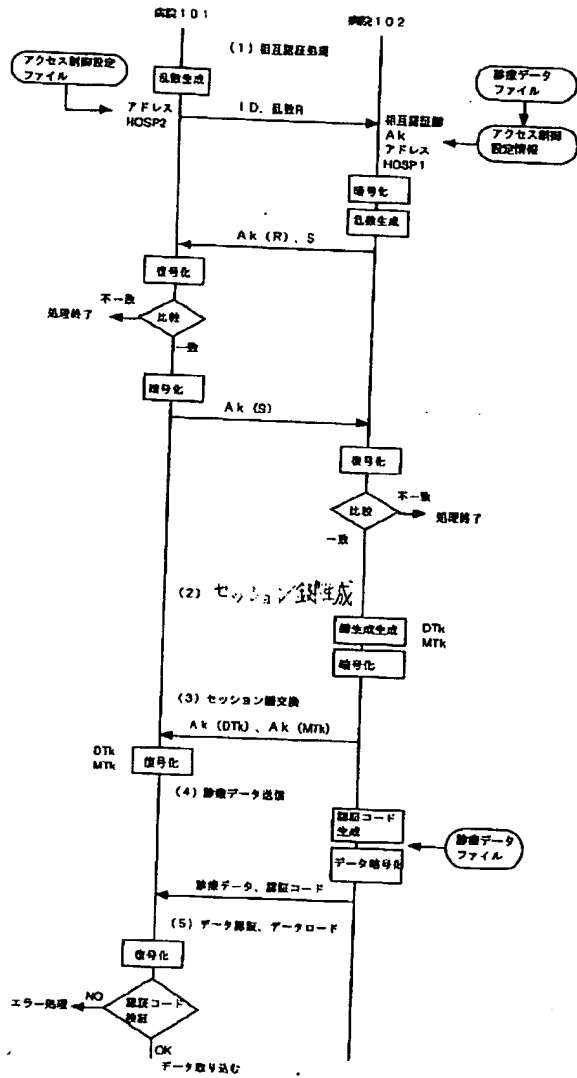 病院101
病院102
(1) 相互認証処理
アクセス制御設定
ファイル
乱数生成
診療データ
ファイル
アドレス
HOSP2
ID、乱数R
相互認証鍵
Ak
アドレス
HOSP1
アクセス制御
設定情報
暗号化
乱数生成
Ak(R)、S
復号化
不一致
処理終了
比較
一致
暗号化
Ak(S)
復号化
不一致
比較
処理終了
一致
(2) セッション鍵生成
鍵生成生成
DTk
MTk
暗号化
(3) セッション鍵交換
Ak(DTk)、Ak(MTk)
DTk
MTk
復号化
(4) 診療データ送信
認証コード
生成
診療データ
ファイル
データ暗号化
診療データ、認証コード
(5) データ認証、データロード
復号化
エラー処理
NO
認証コード
検証
OK
データ取り込む